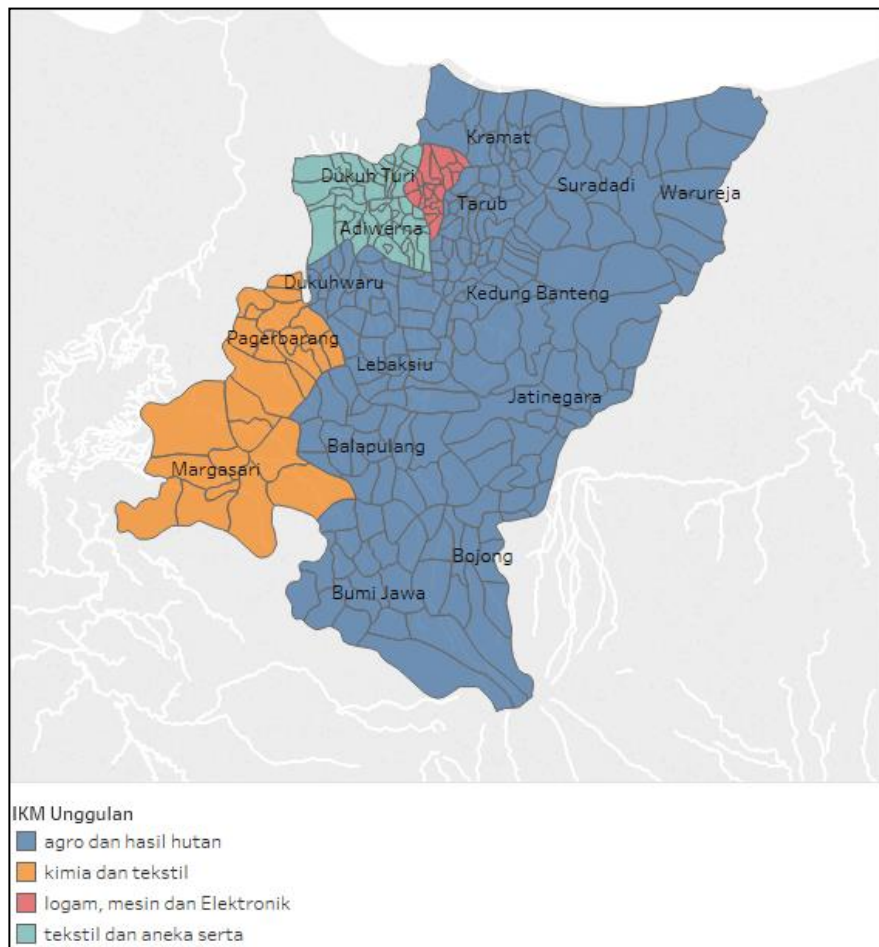 Kramat
Dukuh Turi
Suradadi
Warureja
Tarub
Adiwerna
Dukuhwaru
Kedung Banteng
Pagerbarang
Lebaksiu
Jatinegara
Balapulang
Margasari
Bojong
Bumi Jawa
IKM Unggulan
agro dan hasil hutan
kimia dan tekstil
logam, mesin dan Elektronik
tekstil dan aneka serta